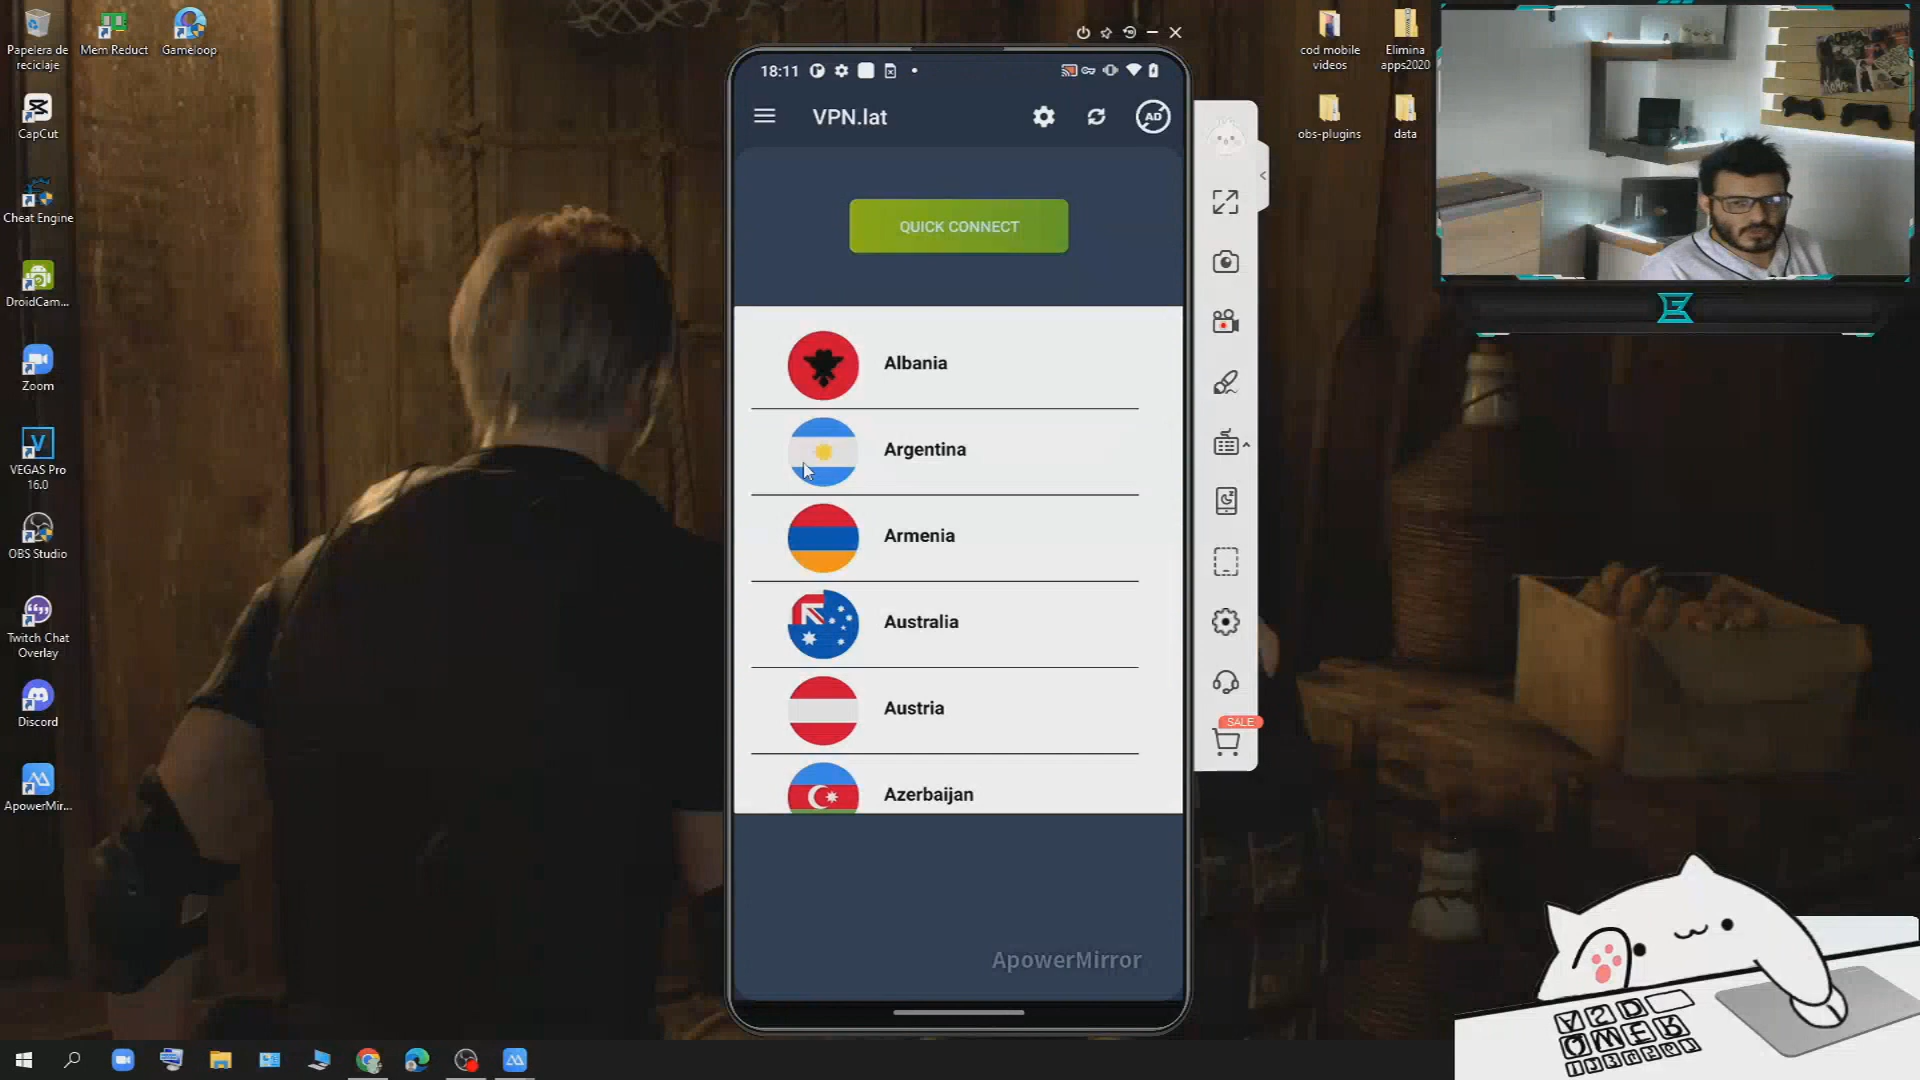 Papelera de
reciclaje
Mem Reduct
Gameloop
CapCut
Cheat Engine
DroidCam...
Zoom
VEGAS Pro
16.0
OBS Studio
Twitch Chat
Overlay
Discord
ApowerMir...
18:11
VPN.lat
AD
QUICK CONNECT
Albania
Argentina
Armenia
Australia
Austria
Azerbaijan
ApowerMirror
SALE
cod mobile
videos
Elimina
apps2020
obs-plugins
data